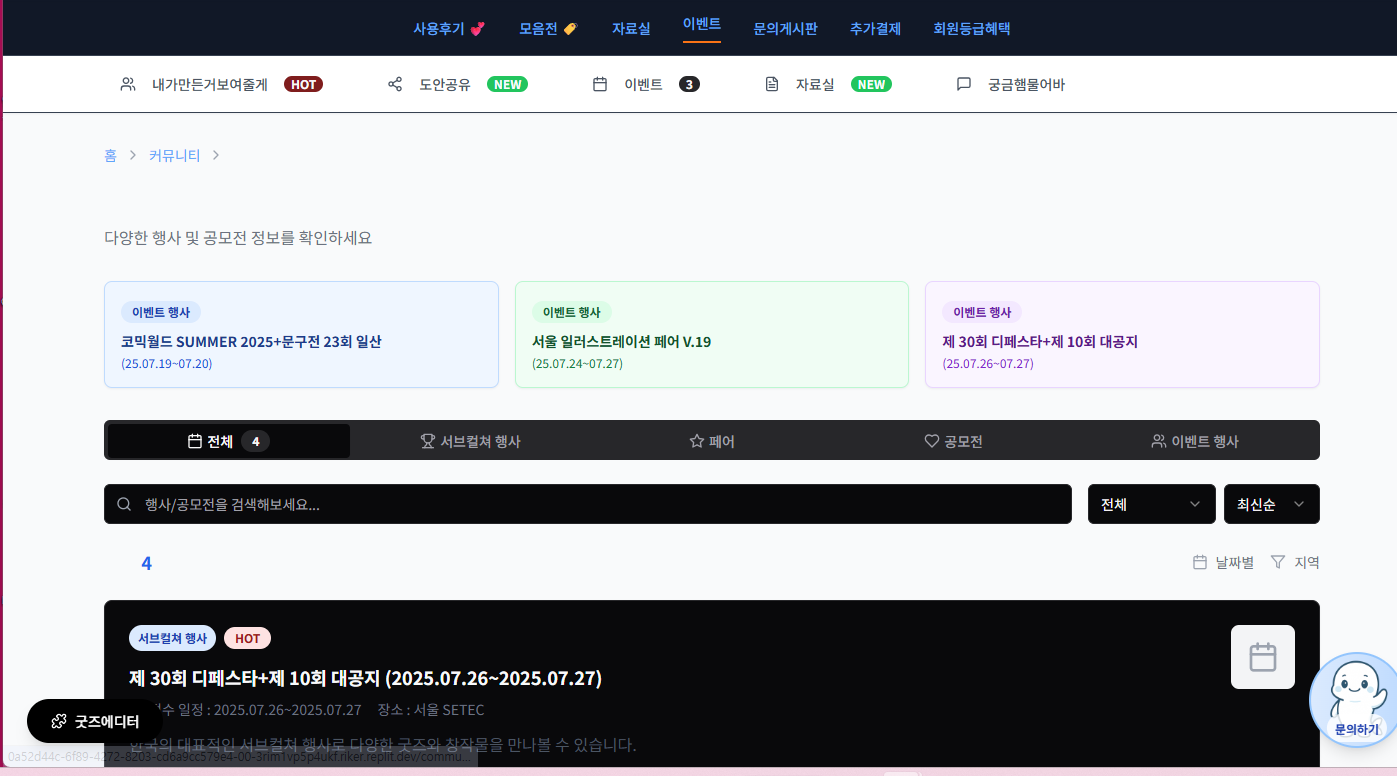 사용후기 💕 모음전 🏷️ 자료실 이벤트 문의게시판 추가결제 회원등급혜택
내가만든거보여줄게 HOT 도안공유 NEW 이벤트 3 자료실 NEW 궁금햄물어바
홈 > 커뮤니티 >
다양한 행사 및 공모전 정보를 확인하세요
이벤트 행사
코믹월드 SUMMER 2025+문구전 23회 일산
(25.07.19~07.20)
이벤트 행사
서울 일러스트레이션 페어 V.19
(25.07.24~07.27)
이벤트 행사
제 30회 디페스타+제 10회 대공지
(25.07.26~07.27)
전체 4 서브컬쳐 행사 페어 공모전 이벤트 행사
행사/공모전을 검색해보세요... 전체 최신순
4 날짜별 지역
서브컬쳐 행사 HOT
제 30회 디페스타+제 10회 대공지 (2025.07.26~2025.07.27)
일정 : 2025.07.26~2025.07.27 장소 : 서울 SETEC
한국의 대표적인 서브컬쳐 행사로 다양한 굿즈와 창작물을 만나볼 수 있습니다.
굿즈에디터
문의하기